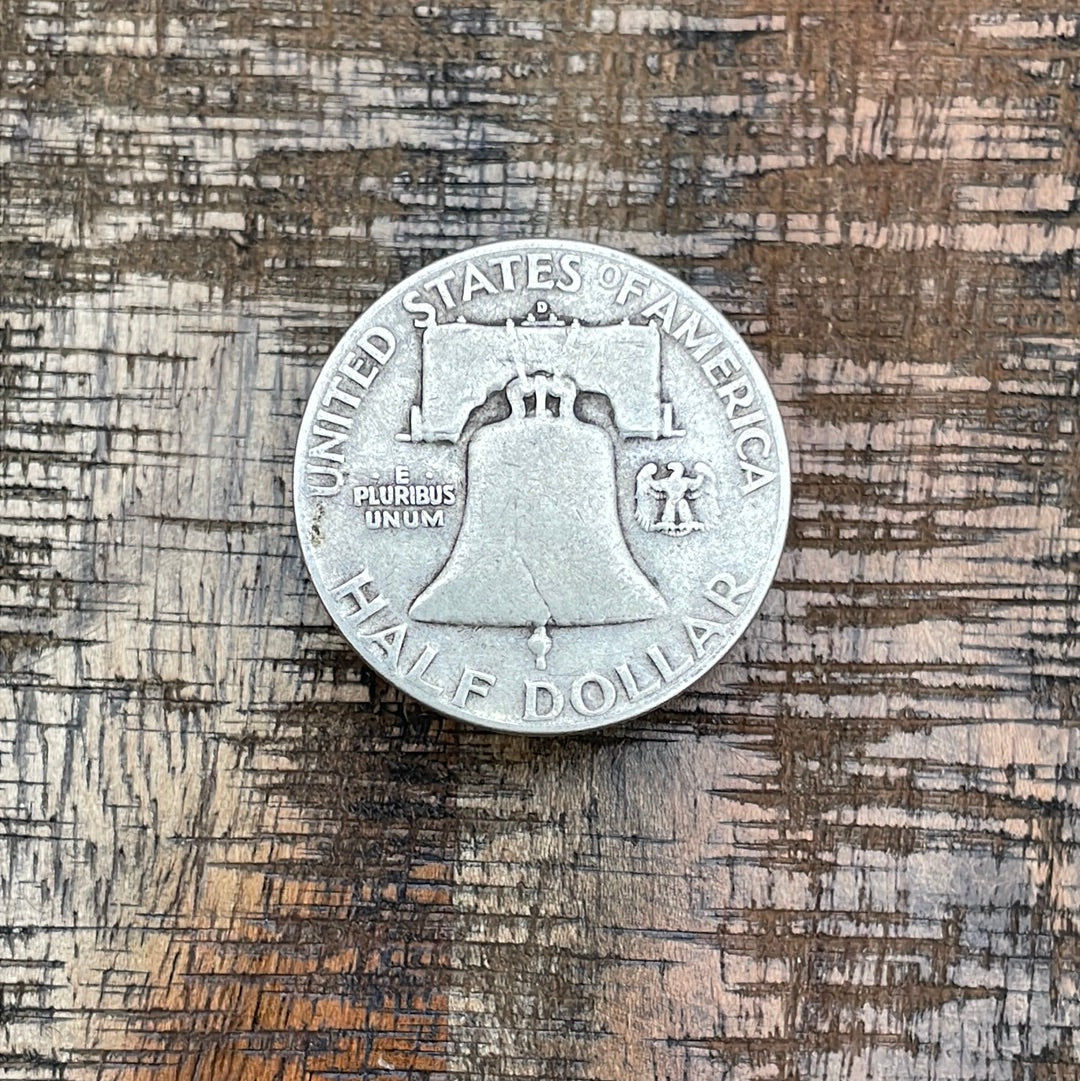 UNITED STATES OF AMERICA
D
E
PLURIBUS
UNUM
HALF DOLLAR